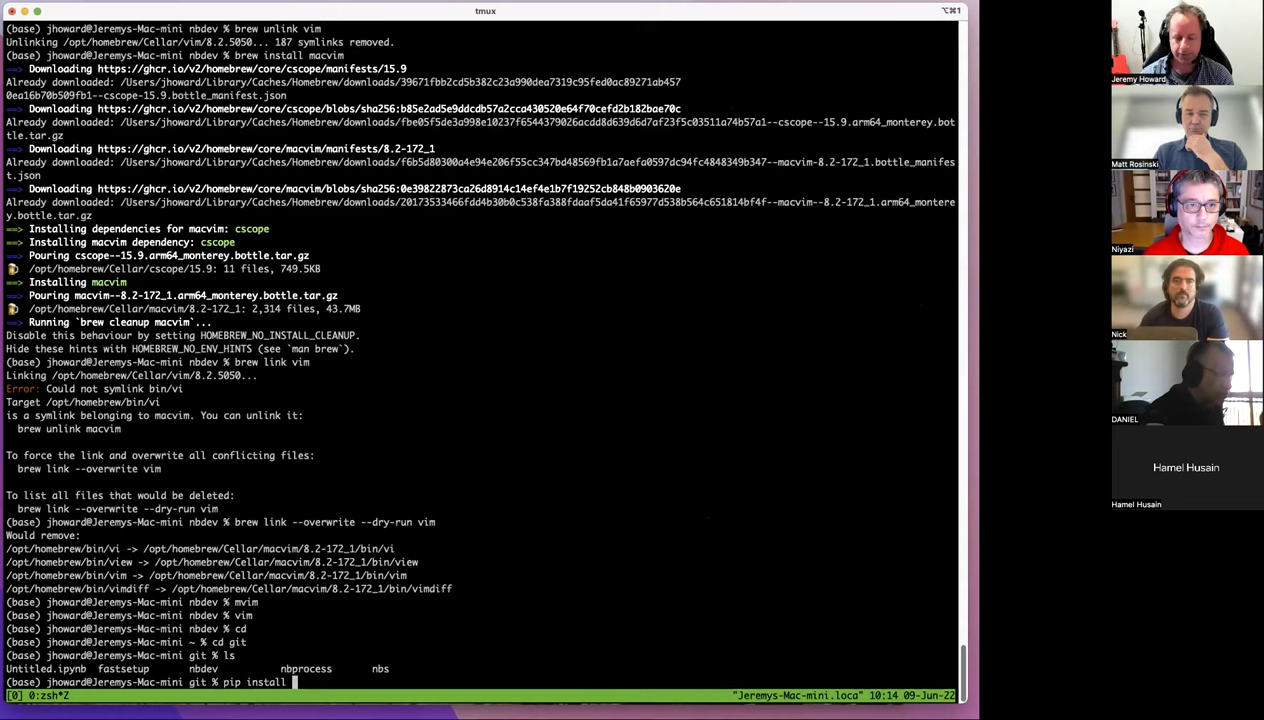 tmux
⌥⌘1
(base) jhoward@Jeremys-Mac-mini nbdev % brew unlink vim
Unlinking /opt/homebrew/Cellar/vim/8.2.5050... 187 symlinks removed.
(base) jhoward@Jeremys-Mac-mini nbdev % brew install macvim
==> Downloading https://ghcr.io/v2/homebrew/core/cscope/manifests/15.9
Already downloaded: /Users/jhoward/Library/Caches/Homebrew/downloads/39671fbb2cd5b382c23a990dea7319c95fed0ac89271ab457
0ea16b70b509fb1--cscope-15.9.bottle_manifest.json
==> Downloading https://ghcr.io/v2/homebrew/core/cscope/blobs/sha256:b85e2ad5e9ddcdb57a2cca430520e64f70cefd2b182bae70c
Already downloaded: /Users/jhoward/Library/Caches/Homebrew/downloads/fbe05f5de3a998e10237f6544379026acdd8d639d6d7af23f5c03511a74b57a1--cscope--15.9.arm64_monterey.bot
tle.tar.gz
==> Downloading https://ghcr.io/v2/homebrew/core/macvim/manifests/8.2-172_1
Already downloaded: /Users/jhoward/Library/Caches/Homebrew/downloads/f6b5d80300a4e94e206f55cc347bd48569fb1a7aefa0597dc94fc4848349b347--macvim-8.2-172_1.bottle_manifes
t.json
==> Downloading https://ghcr.io/v2/homebrew/core/macvim/blobs/sha256:0e39822873ca26d8914c14ef4e1b7f19252cb848b0903620e
Already downloaded: /Users/jhoward/Library/Caches/Homebrew/downloads/20173533466fdd4b30b0c538fa388fdaaf5da41f65977d538b564c651814bf4f--macvim--8.2-172_1.arm64_montere
y.bottle.tar.gz
==> Installing dependencies for macvim: cscope
==> Installing macvim dependency: cscope
==> Pouring cscope--15.9.arm64_monterey.bottle.tar.gz
🍺 /opt/homebrew/Cellar/cscope/15.9: 11 files, 749.5KB
==> Installing macvim
==> Pouring macvim--8.2-172_1.arm64_monterey.bottle.tar.gz
🍺 /opt/homebrew/Cellar/macvim/8.2-172_1: 2,314 files, 43.7MB
==> Running `brew cleanup macvim`...
Disable this behaviour by setting HOMEBREW_NO_INSTALL_CLEANUP.
Hide these hints with HOMEBREW_NO_ENV_HINTS (see `man brew`).
(base) jhoward@Jeremys-Mac-mini nbdev % brew link vim
Linking /opt/homebrew/Cellar/vim/8.2.5050...
Error: Could not symlink bin/vi
Target /opt/homebrew/bin/vi
is a symlink belonging to macvim. You can unlink it:
brew unlink macvim
To force the link and overwrite all conflicting files:
brew link --overwrite vim
To list all files that would be deleted:
brew link --overwrite --dry-run vim
(base) jhoward@Jeremys-Mac-mini nbdev % brew link --overwrite --dry-run vim
Would remove:
/opt/homebrew/bin/vi -> /opt/homebrew/Cellar/macvim/8.2-172_1/bin/vi
/opt/homebrew/bin/view -> /opt/homebrew/Cellar/macvim/8.2-172_1/bin/view
/opt/homebrew/bin/vim -> /opt/homebrew/Cellar/macvim/8.2-172_1/bin/vim
/opt/homebrew/bin/vimdiff -> /opt/homebrew/Cellar/macvim/8.2-172_1/bin/vimdiff
(base) jhoward@Jeremys-Mac-mini nbdev % mvim
(base) jhoward@Jeremys-Mac-mini nbdev % vim
(base) jhoward@Jeremys-Mac-mini nbdev % cd
(base) jhoward@Jeremys-Mac-mini ~ % cd git
(base) jhoward@Jeremys-Mac-mini git % ls
Untitled.ipynb fastsetup nbdev nbprocess nbs
(base) jhoward@Jeremys-Mac-mini git % pip install
[0] 0:zsh*Z "Jeremys-Mac-mini.loca" 10:14 09-Jun-22
Jeremy Howard
Matt Rosinski
Niyazi
Nick
DANIEL
Hamel Husain
Hamel Husain